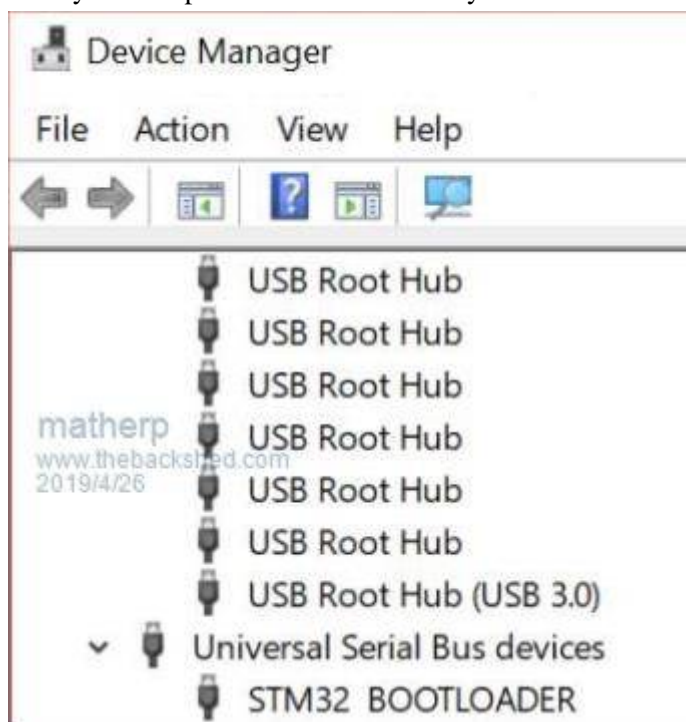 Device Manager
File Action View Help
USB Root Hub
USB Root Hub
USB Root Hub
USB Root Hub
USB Root Hub
USB Root Hub
USB Root Hub (USB 3.0)
Universal Serial Bus devices
STM32 BOOTLOADER
matherp
www.thebackshed.com
2019/4/26